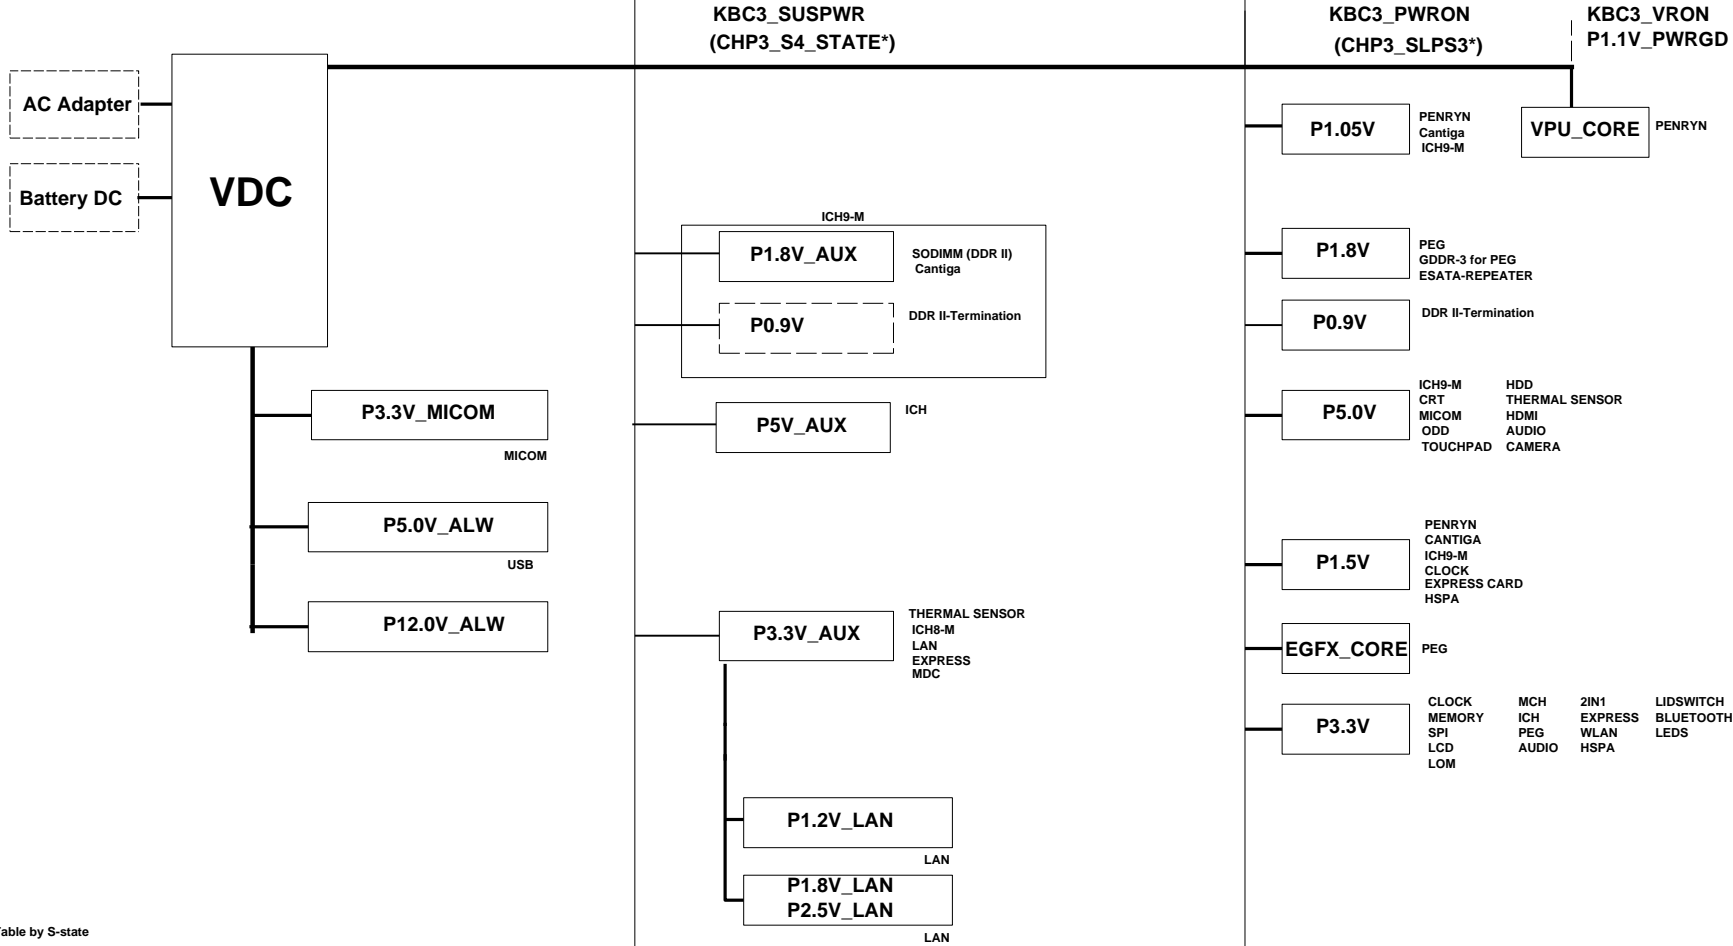 KBC3_SUSPWR
(CHP3_S4_STATE*)
KBC3_PWRON
(CHP3_SLPS3*)
KBC3_VRON
P1.1V_PWRGD
AC Adapter
Battery DC
VDC
P3.3V_MICOM
MICOM
P5.0V_ALW
USB
P12.0V_ALW
ICH9-M
P1.8V_AUX
SODIMM (DDR II)
Cantiga
P0.9V
DDR II-Termination
P5V_AUX
ICH
P3.3V_AUX
THERMAL SENSOR
ICH8-M
LAN
EXPRESS
MDC
P1.2V_LAN
LAN
P1.8V_LAN
P2.5V_LAN
LAN
P1.05V
PENRYN
Cantiga
ICH9-M
VPU_CORE
PENRYN
P1.8V
PEG
GDDR-3 for PEG
ESATA-REPEATER
P0.9V
DDR II-Termination
P5.0V
ICH9-M HDD
CRT THERMAL SENSOR
MICOM HDMI
ODD AUDIO
TOUCHPAD CAMERA
P1.5V
PENRYN
CANTIGA
ICH9-M
CLOCK
EXPRESS CARD
HSPA
EGFX_CORE
PEG
P3.3V
CLOCK MCH 2IN1 LIDSWITCH
MEMORY ICH EXPRESS BLUETOOTH
SPI PEG WLAN LEDS
LCD AUDIO HSPA
LOM
by S-state